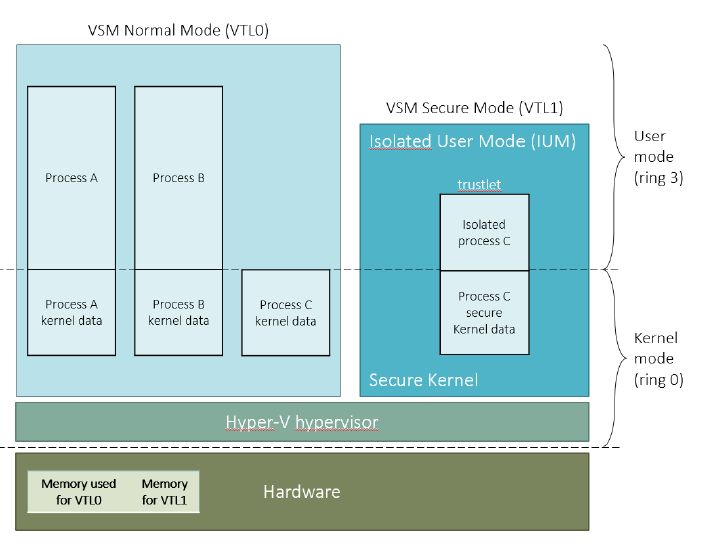 VSM Normal Mode (VTL0)
VSM Secure Mode (VTL1)
Isolated User Mode (IUM)
User
mode
(ring 3)
trustlet
Process A
Process B
Isolated
process C
Process A
kernel data
Process B
kernel data
Process C
kernel data
Process C
secure
Kernel data
Kernel
mode
(ring 0)
Secure Kernel
Hyper-V hypervisor
Memory used
for VTL0
Memory
for VTL1
Hardware